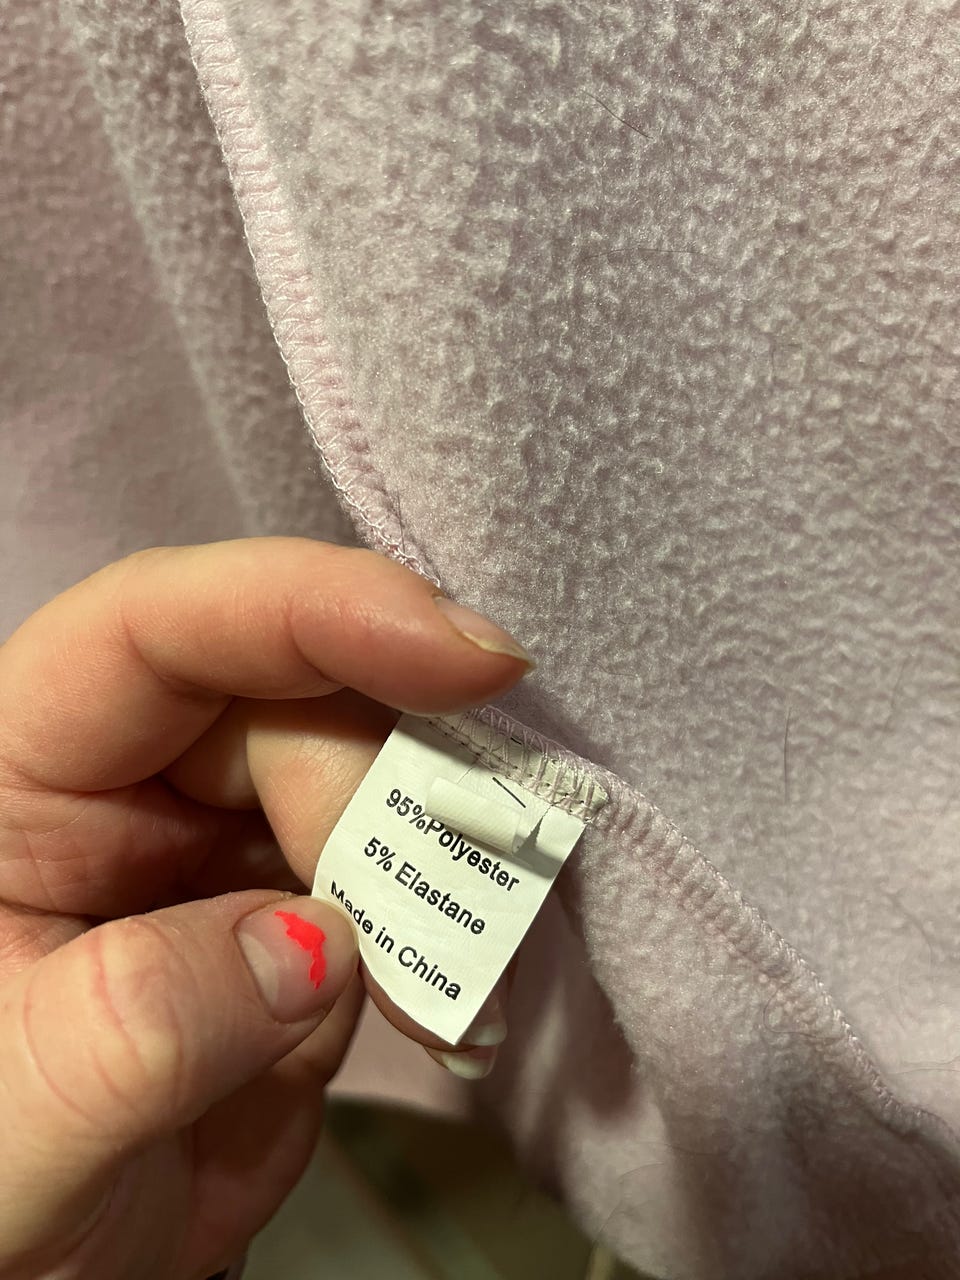 95%Polyester
5% Elastane
Made in China